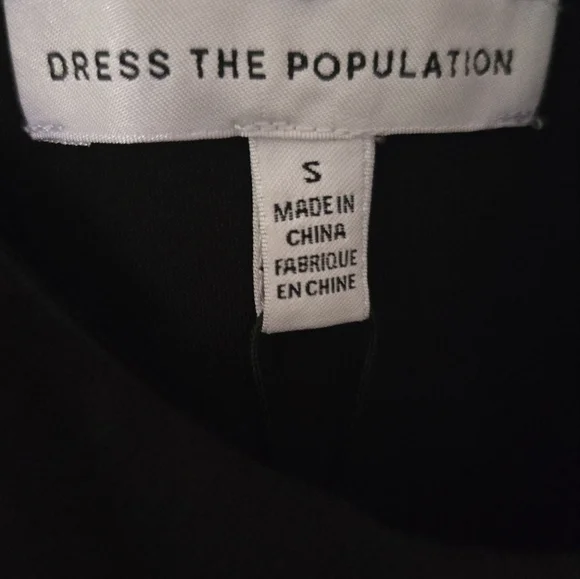 DRESS THE POPULATION
S
MADE IN
CHINA
FABRIQUE
EN CHINE